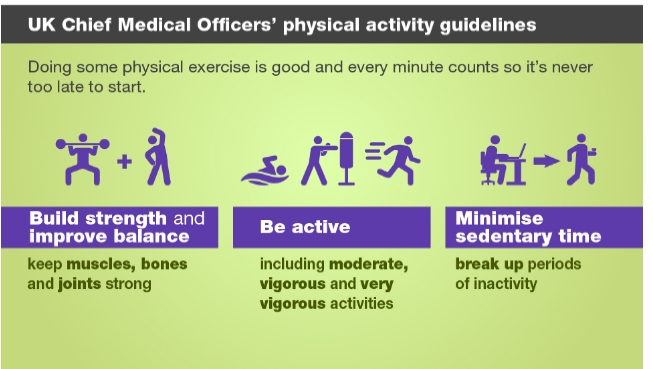 UK Chief Medical Officers’ physical activity guidelines
Doing some physical exercise is good and every minute counts so it’s never
too late to start.
Build strength and
improve balance
keep muscles, bones
and joints strong
Be active
including moderate,
vigorous and very
vigorous activities
Minimise
sedentary time
break up periods
of inactivity